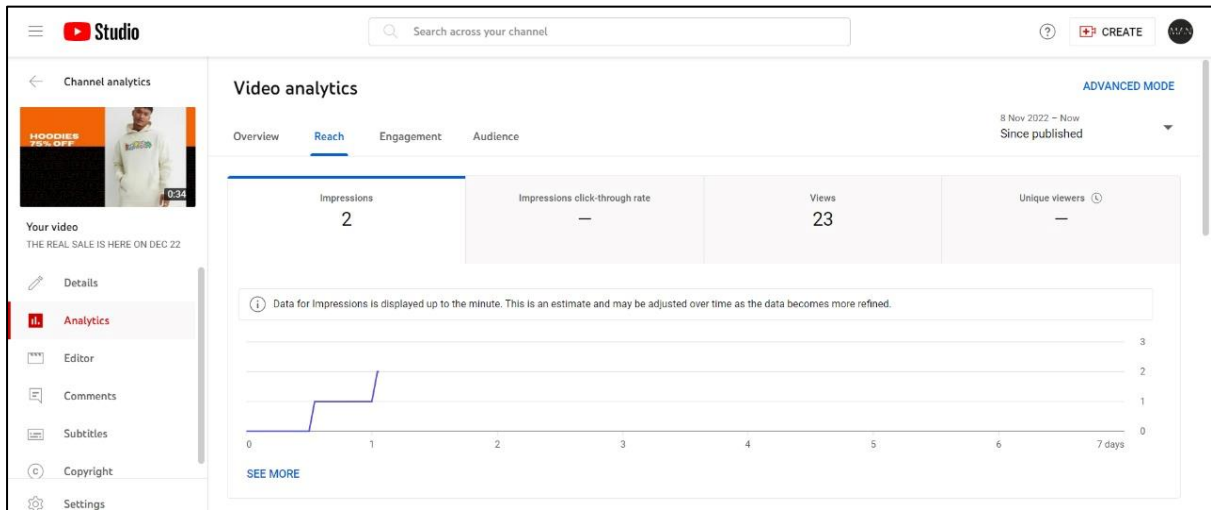 Studio
Search across your channel
CREATE
Channel analytics
HOODIES
75% OFF
0:34
Your video
THE REAL SALE IS HERE ON DEC 22
Details
Analytics
Editor
Comments
Subtitles
Copyright
Settings
Video analytics
ADVANCED MODE
Overview Reach Engagement Audience
8 Nov 2022 – Now
Since published
Impressions
2
Impressions click-through rate
—
Views
23
Unique viewers
—
Data for Impressions is displayed up to the minute. This is an estimate and may be adjusted over time as the data becomes more refined.
3
2
1
0
0 1 2 3 4 5 6 7 days
SEE MORE